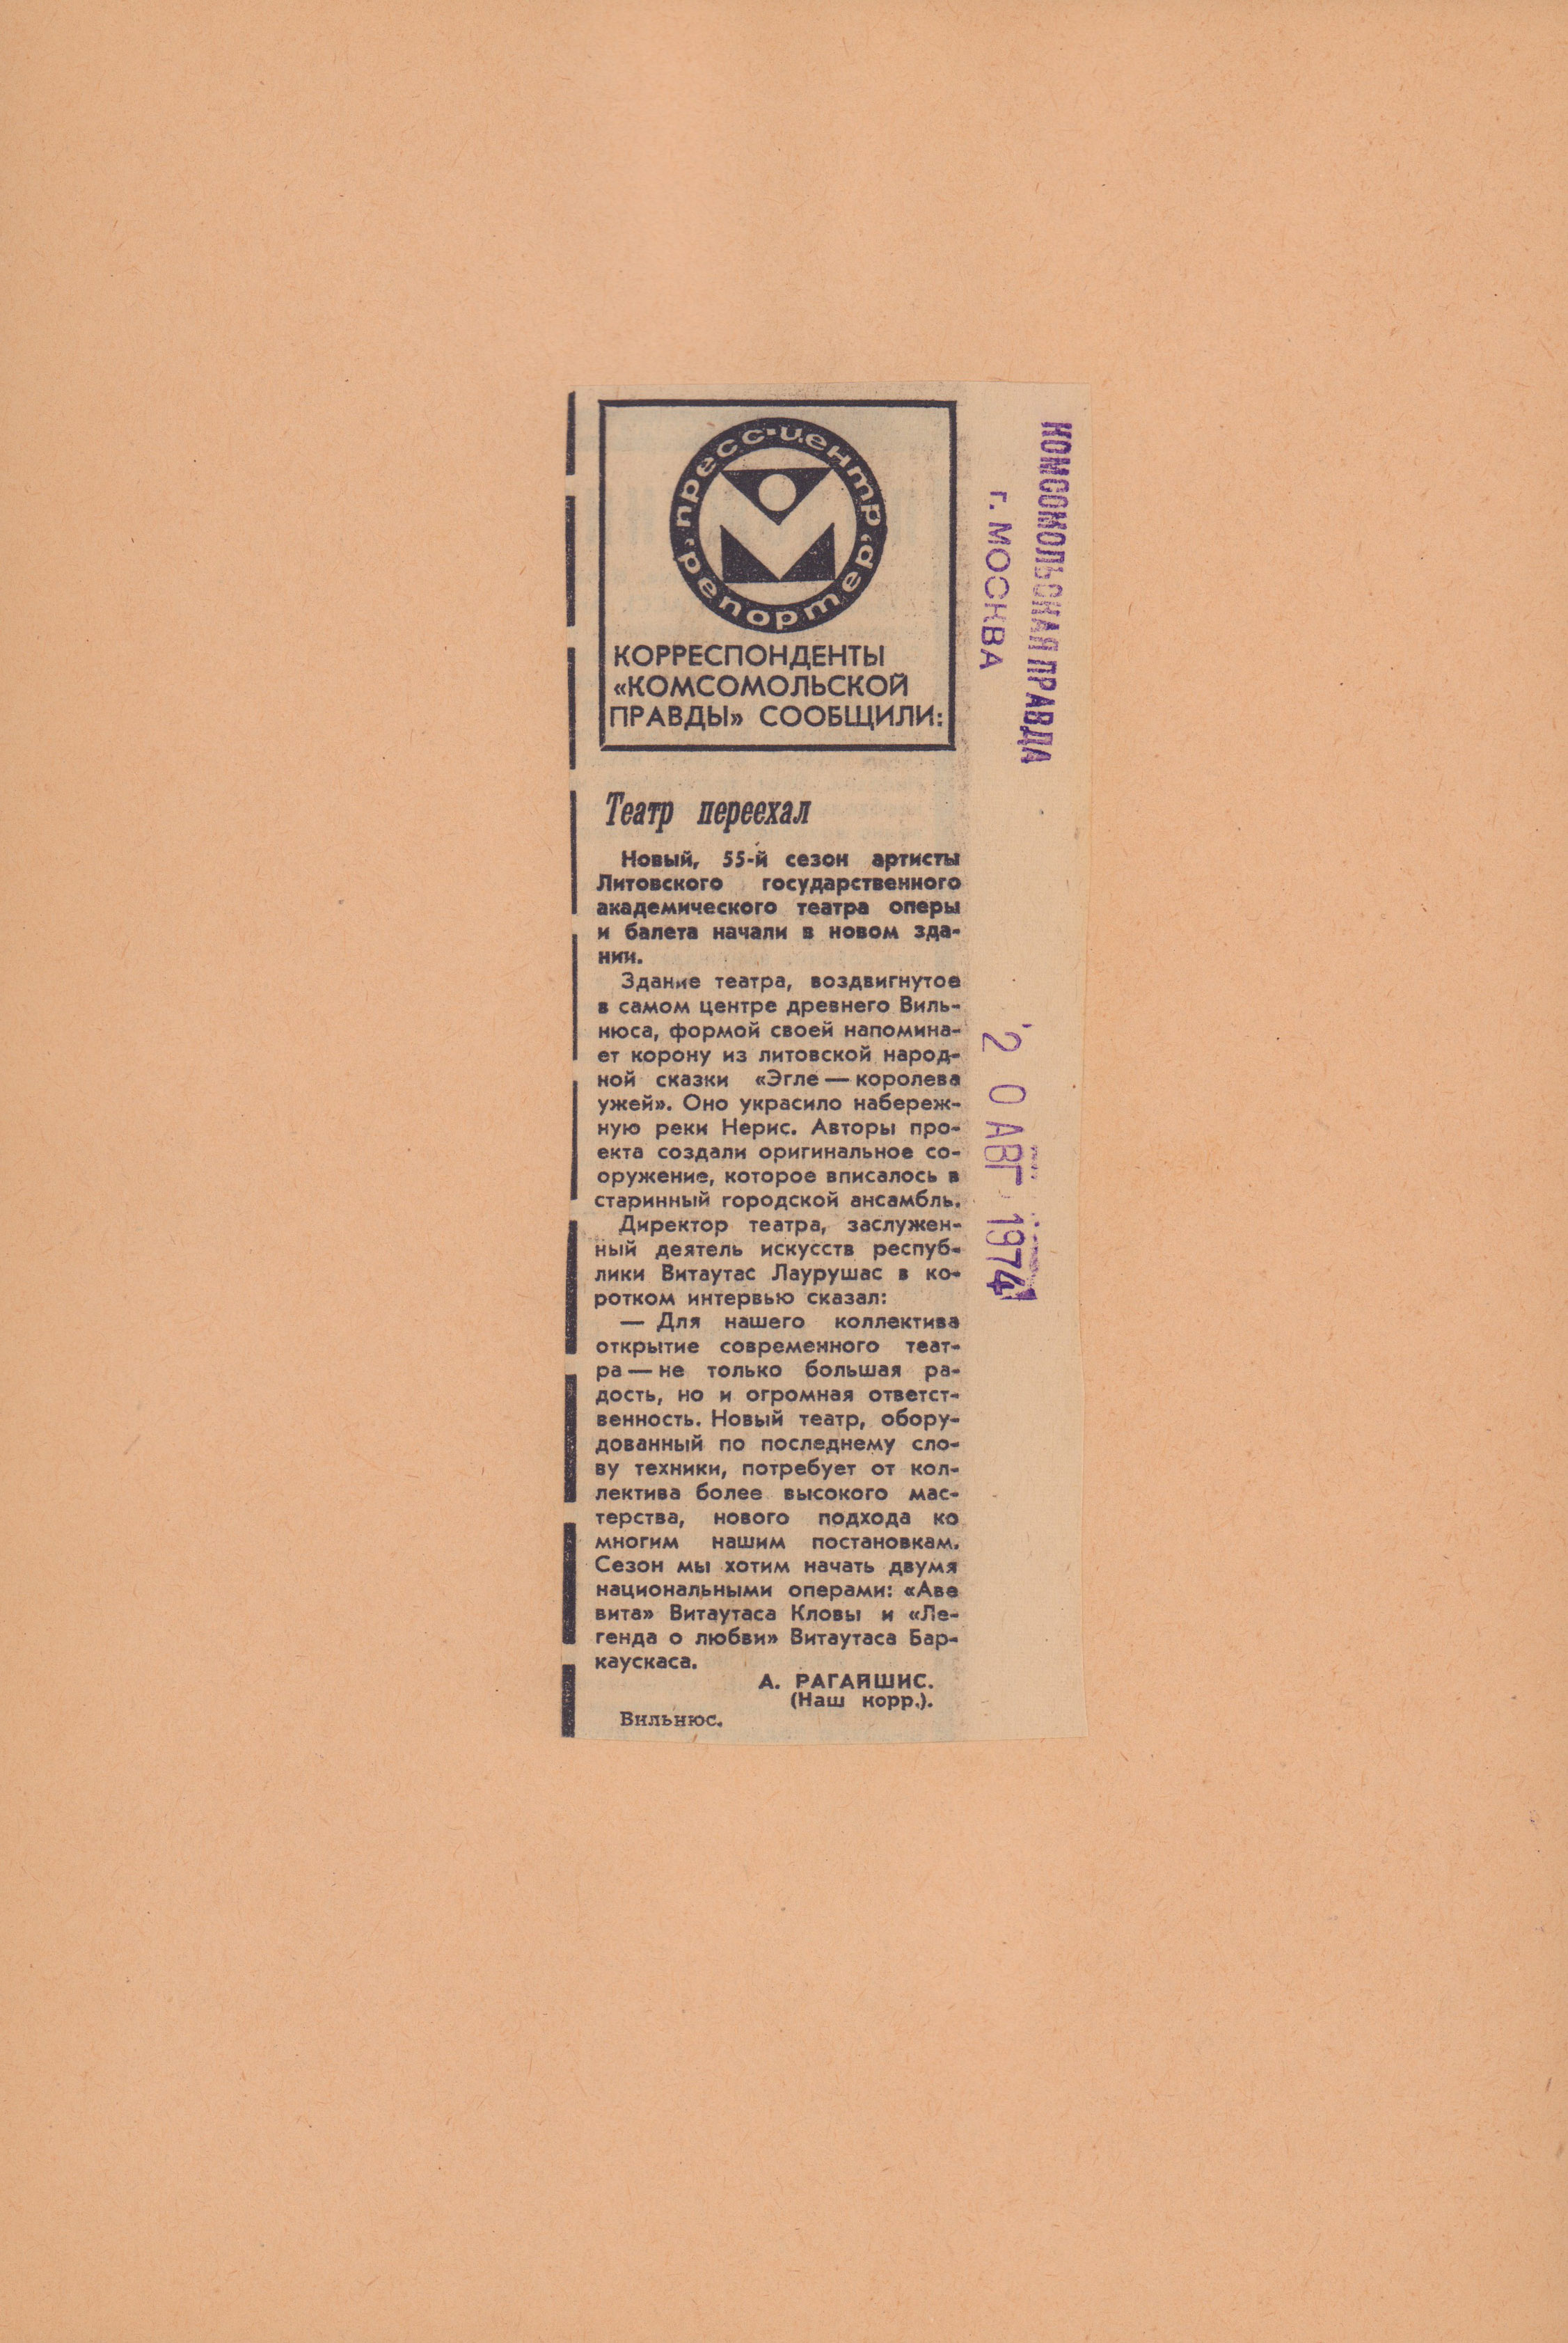 пресс-центр
„репортер“
КОРРЕСПОНДЕНТЫ
«КОМСОМОЛЬСКОЙ
ПРАВДЫ» СООБЩИЛИ:
Театр переехал
Новый, 55-й сезон артисты
Литовского государственного
академического театра оперы
и балета начали в новом зда-
нии.
Здание театра, воздвигнутое
в самом центре древнего Виль-
нюса, формой своей напомина-
ет корону из литовской народ-
ной сказки «Эгле — королева
ужей». Оно украсило набереж-
ную реки Нерис. Авторы про-
екта создали оригинальное со-
оружение, которое вписалось в
старинный городской ансамбль.
Директор театра, заслужен-
ный деятель искусств респуб-
лики Витаутас Лаурушас в ко-
ротком интервью сказал:
— Для нашего коллектива
открытие современного теат-
ра — не только большая ра-
дость, но и огромная ответст-
венность. Новый театр, обору-
дованный по последнему сло-
ву техники, потребует от кол-
лектива более высокого мас-
терства, нового подхода ко
многим нашим постановкам.
Сезон мы хотим начать двумя
национальными операми: «Аве
вита» Витаутаса Кловы и «Ле-
генда о любви» Витаутаса Бар-
каускаса.
А. РАГАЙШИС.
(Наш корр.).
Вильнюс.
КОМСОМОЛЬСКАЯ ПРАВДА
г. МОСКВА
20 АВГ 1974